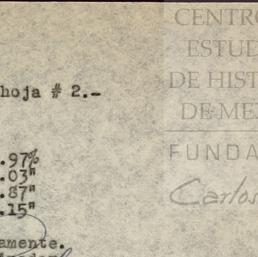 CENTRO
ESTUD
DE HIST
DE ME
FUNDA
Carlos
hoja # 2.-
.97%
.03"
.87"
.15"
amente.